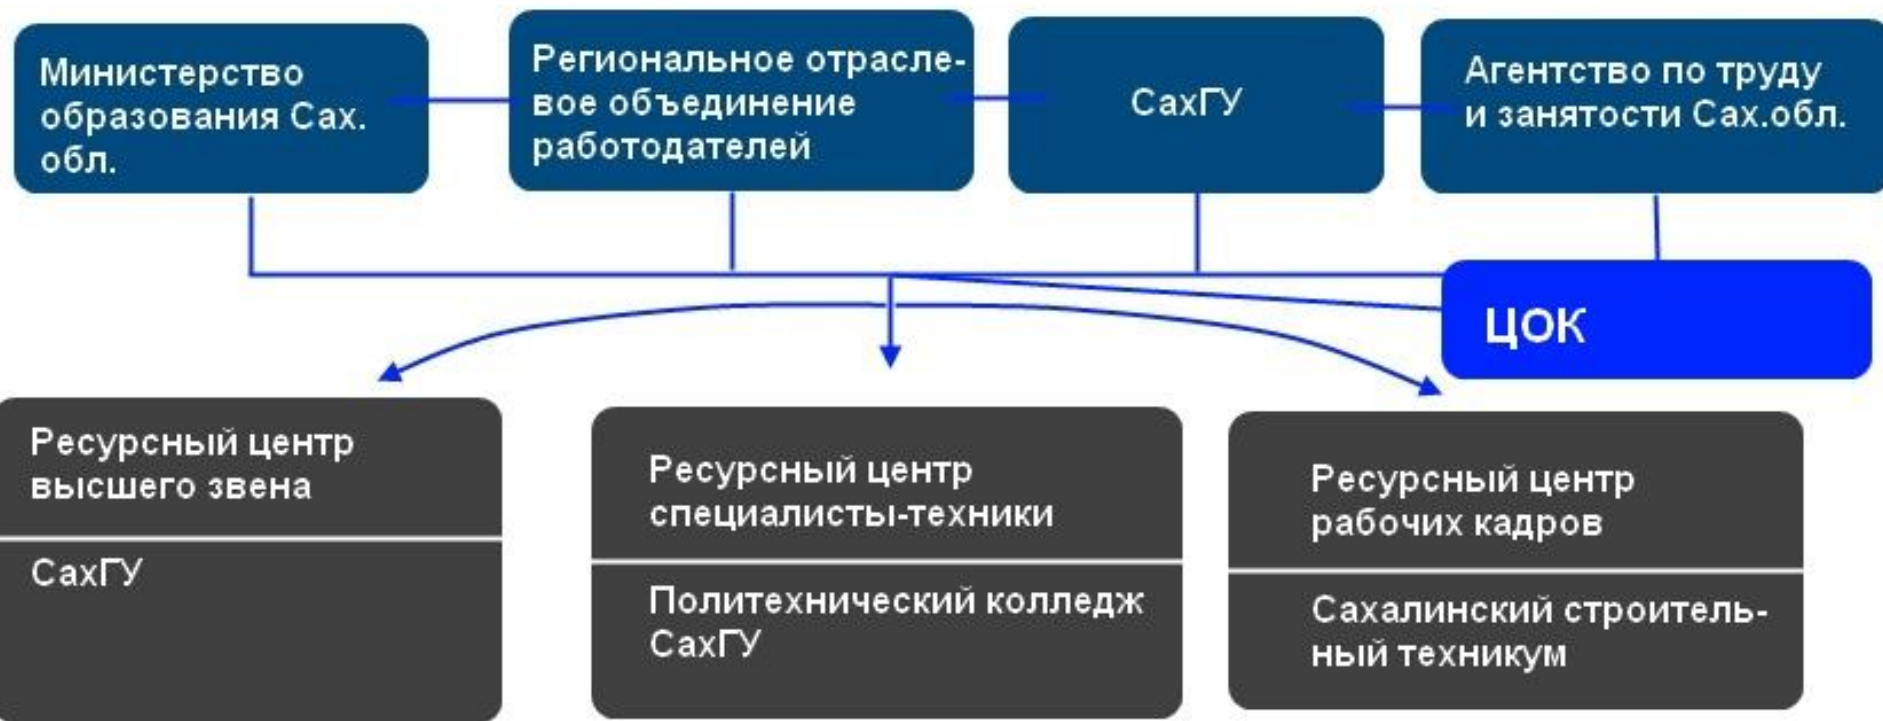 Министерство
образования Сах.
обл.
Региональное отрасле-
вое объединение
работодателей
СахГУ
Агентство по труду
и занятости Сах.обл.
ЦОК
Ресурсный центр
высшего звена
СахГУ
Ресурсный центр
специалисты-техники
Политехнический колледж
СахГУ
Ресурсный центр
рабочих кадров
Сахалинский строитель-
ный техникум